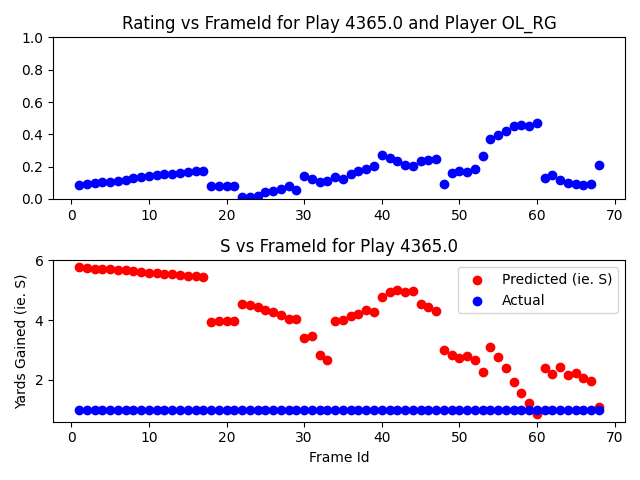 Rating vs FrameId for Play 4365.0 and Player OL_RG
1.0
0.8
0.6
0.4
0.2
0.0
0 10 20 30 40 50 60 70
S vs FrameId for Play 4365.0
Yards Gained (ie. S)
6
4
2
Predicted (ie. S)
Actual
0 10 20 30 40 50 60 70
Frame Id